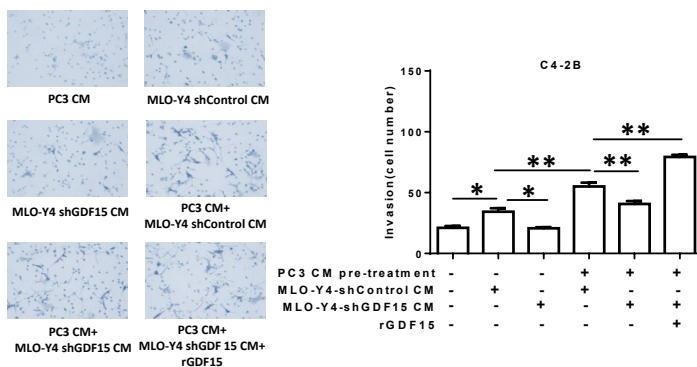 PC3 CM
MLO-Y4 shControl CM
MLO-Y4 shGDF15 CM
PC3 CM+
MLO-Y4 shControl CM
PC3 CM+
MLO-Y4 shGDF15 CM
PC3 CM+
MLO-Y4 shGDF 15 CM+
rGDF15
C4-2B
Invasion(cell number)
150
100
50
0
* ** * ** **
PC3 CM pre-treatment - - - + + +
MLO-Y4-shControl CM - + - + - -
MLO-Y4-shGDF15 CM - - + - + +
rGDF15 - - - - - +